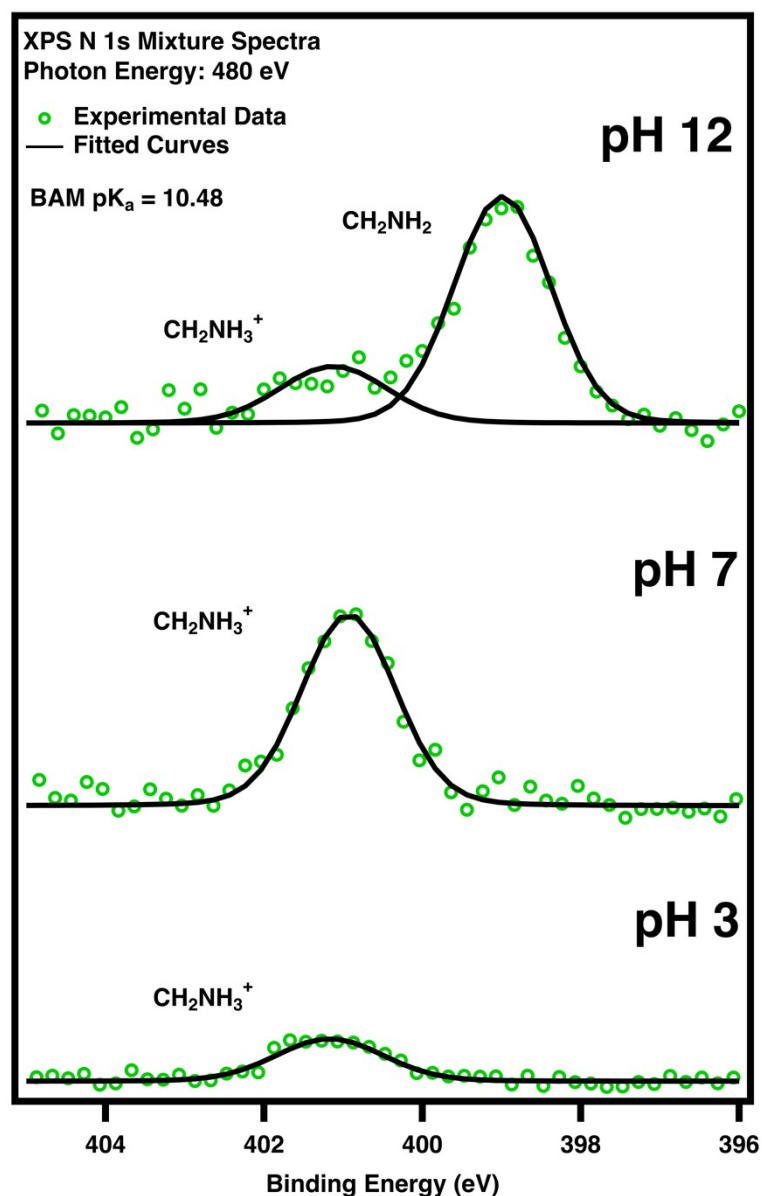 XPS N 1s Mixture Spectra
Photon Energy: 480 eV
Experimental Data
Fitted Curves
pH 12
BAM pKₐ = 10.48
CH₂NH₂
CH₂NH₃⁺
pH 7
CH₂NH₃⁺
pH 3
CH₂NH₃⁺
404 402 400 398 396
Binding Energy (eV)